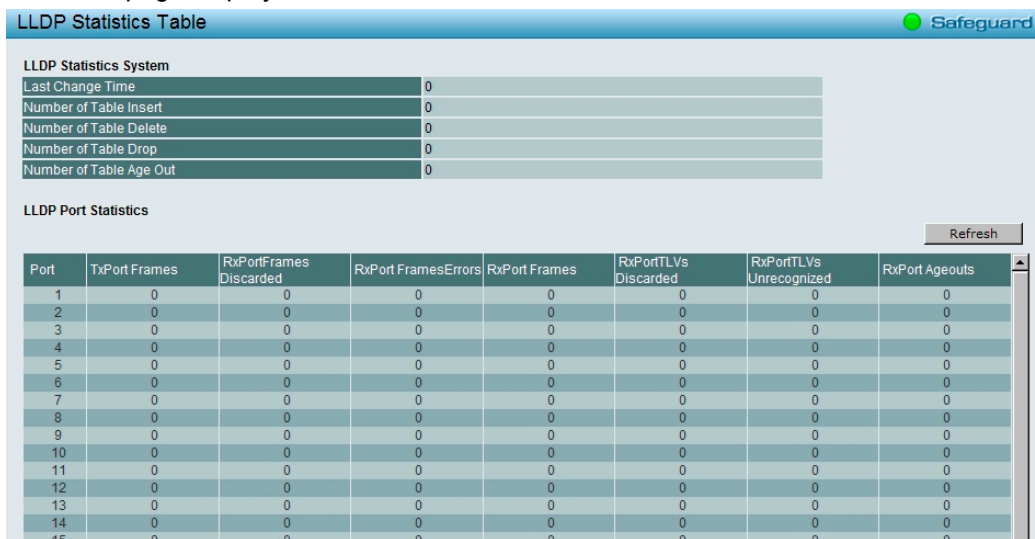 LLDP Statistics Table Safeguard
LLDP Statistics System
Last Change Time 0
Number of Table Insert 0
Number of Table Delete 0
Number of Table Drop 0
Number of Table Age Out 0
LLDP Port Statistics
Refresh
Port TxPort Frames RxPortFrames Discarded RxPort FramesErrors RxPort Frames RxPortTLVs Discarded RxPortTLVs Unrecognized RxPort Ageouts
1 0 0 0 0 0 0 0
2 0 0 0 0 0 0 0
3 0 0 0 0 0 0 0
4 0 0 0 0 0 0 0
5 0 0 0 0 0 0 0
6 0 0 0 0 0 0 0
7 0 0 0 0 0 0 0
8 0 0 0 0 0 0 0
9 0 0 0 0 0 0 0
10 0 0 0 0 0 0 0
11 0 0 0 0 0 0 0
12 0 0 0 0 0 0 0
13 0 0 0 0 0 0 0
14 0 0 0 0 0 0 0